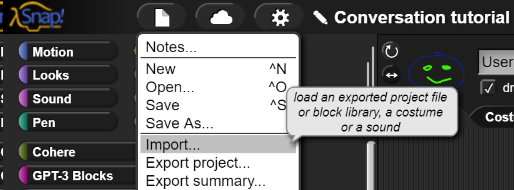 Snap!
Conversation tutorial
Motion
Looks
Sound
Pen
Cohere
GPT-3 Blocks
Notes...
New ^N
Open... ^O
Save ^S
Save As...
Import...
Export project...
Export summary...
load an exported project file
or block library, a costume
or a sound
User
dr
Cost